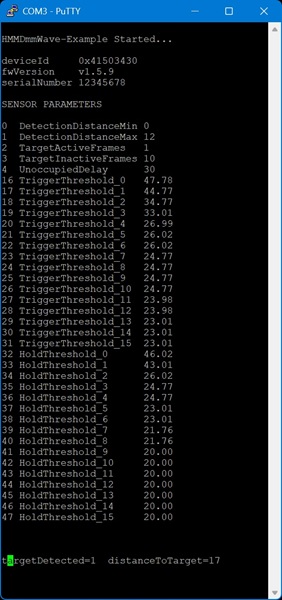 COM3 - PuTTY
HMMDmmWave-Example Started...
deviceId 0x41503430
fwVersion v1.5.9
serialNumber 12345678
SENSOR PARAMETERS
0 DetectionDistanceMin 0
1 DetectionDistanceMax 12
2 TargetActiveFrames 1
3 TargetInactiveFrames 10
4 UnoccupiedDelay 30
16 TriggerThreshold_0 47.78
17 TriggerThreshold_1 44.77
18 TriggerThreshold_2 34.77
19 TriggerThreshold_3 33.01
20 TriggerThreshold_4 26.99
21 TriggerThreshold_5 26.02
22 TriggerThreshold_6 26.02
23 TriggerThreshold_7 24.77
24 TriggerThreshold_8 24.77
25 TriggerThreshold_9 24.77
26 TriggerThreshold_10 24.77
27 TriggerThreshold_11 23.98
28 TriggerThreshold_12 23.98
29 TriggerThreshold_13 23.01
30 TriggerThreshold_14 23.01
31 TriggerThreshold_15 23.01
32 HoldThreshold_0 46.02
33 HoldThreshold_1 43.01
34 HoldThreshold_2 26.02
35 HoldThreshold_3 24.77
36 HoldThreshold_4 24.77
37 HoldThreshold_5 23.01
38 HoldThreshold_6 23.01
39 HoldThreshold_7 21.76
40 HoldThreshold_8 21.76
41 HoldThreshold_9 20.00
42 HoldThreshold_10 20.00
43 HoldThreshold_11 20.00
44 HoldThreshold_12 20.00
45 HoldThreshold_13 20.00
46 HoldThreshold_14 20.00
47 HoldThreshold_15 20.00
targetDetected=1 distanceToTarget=17